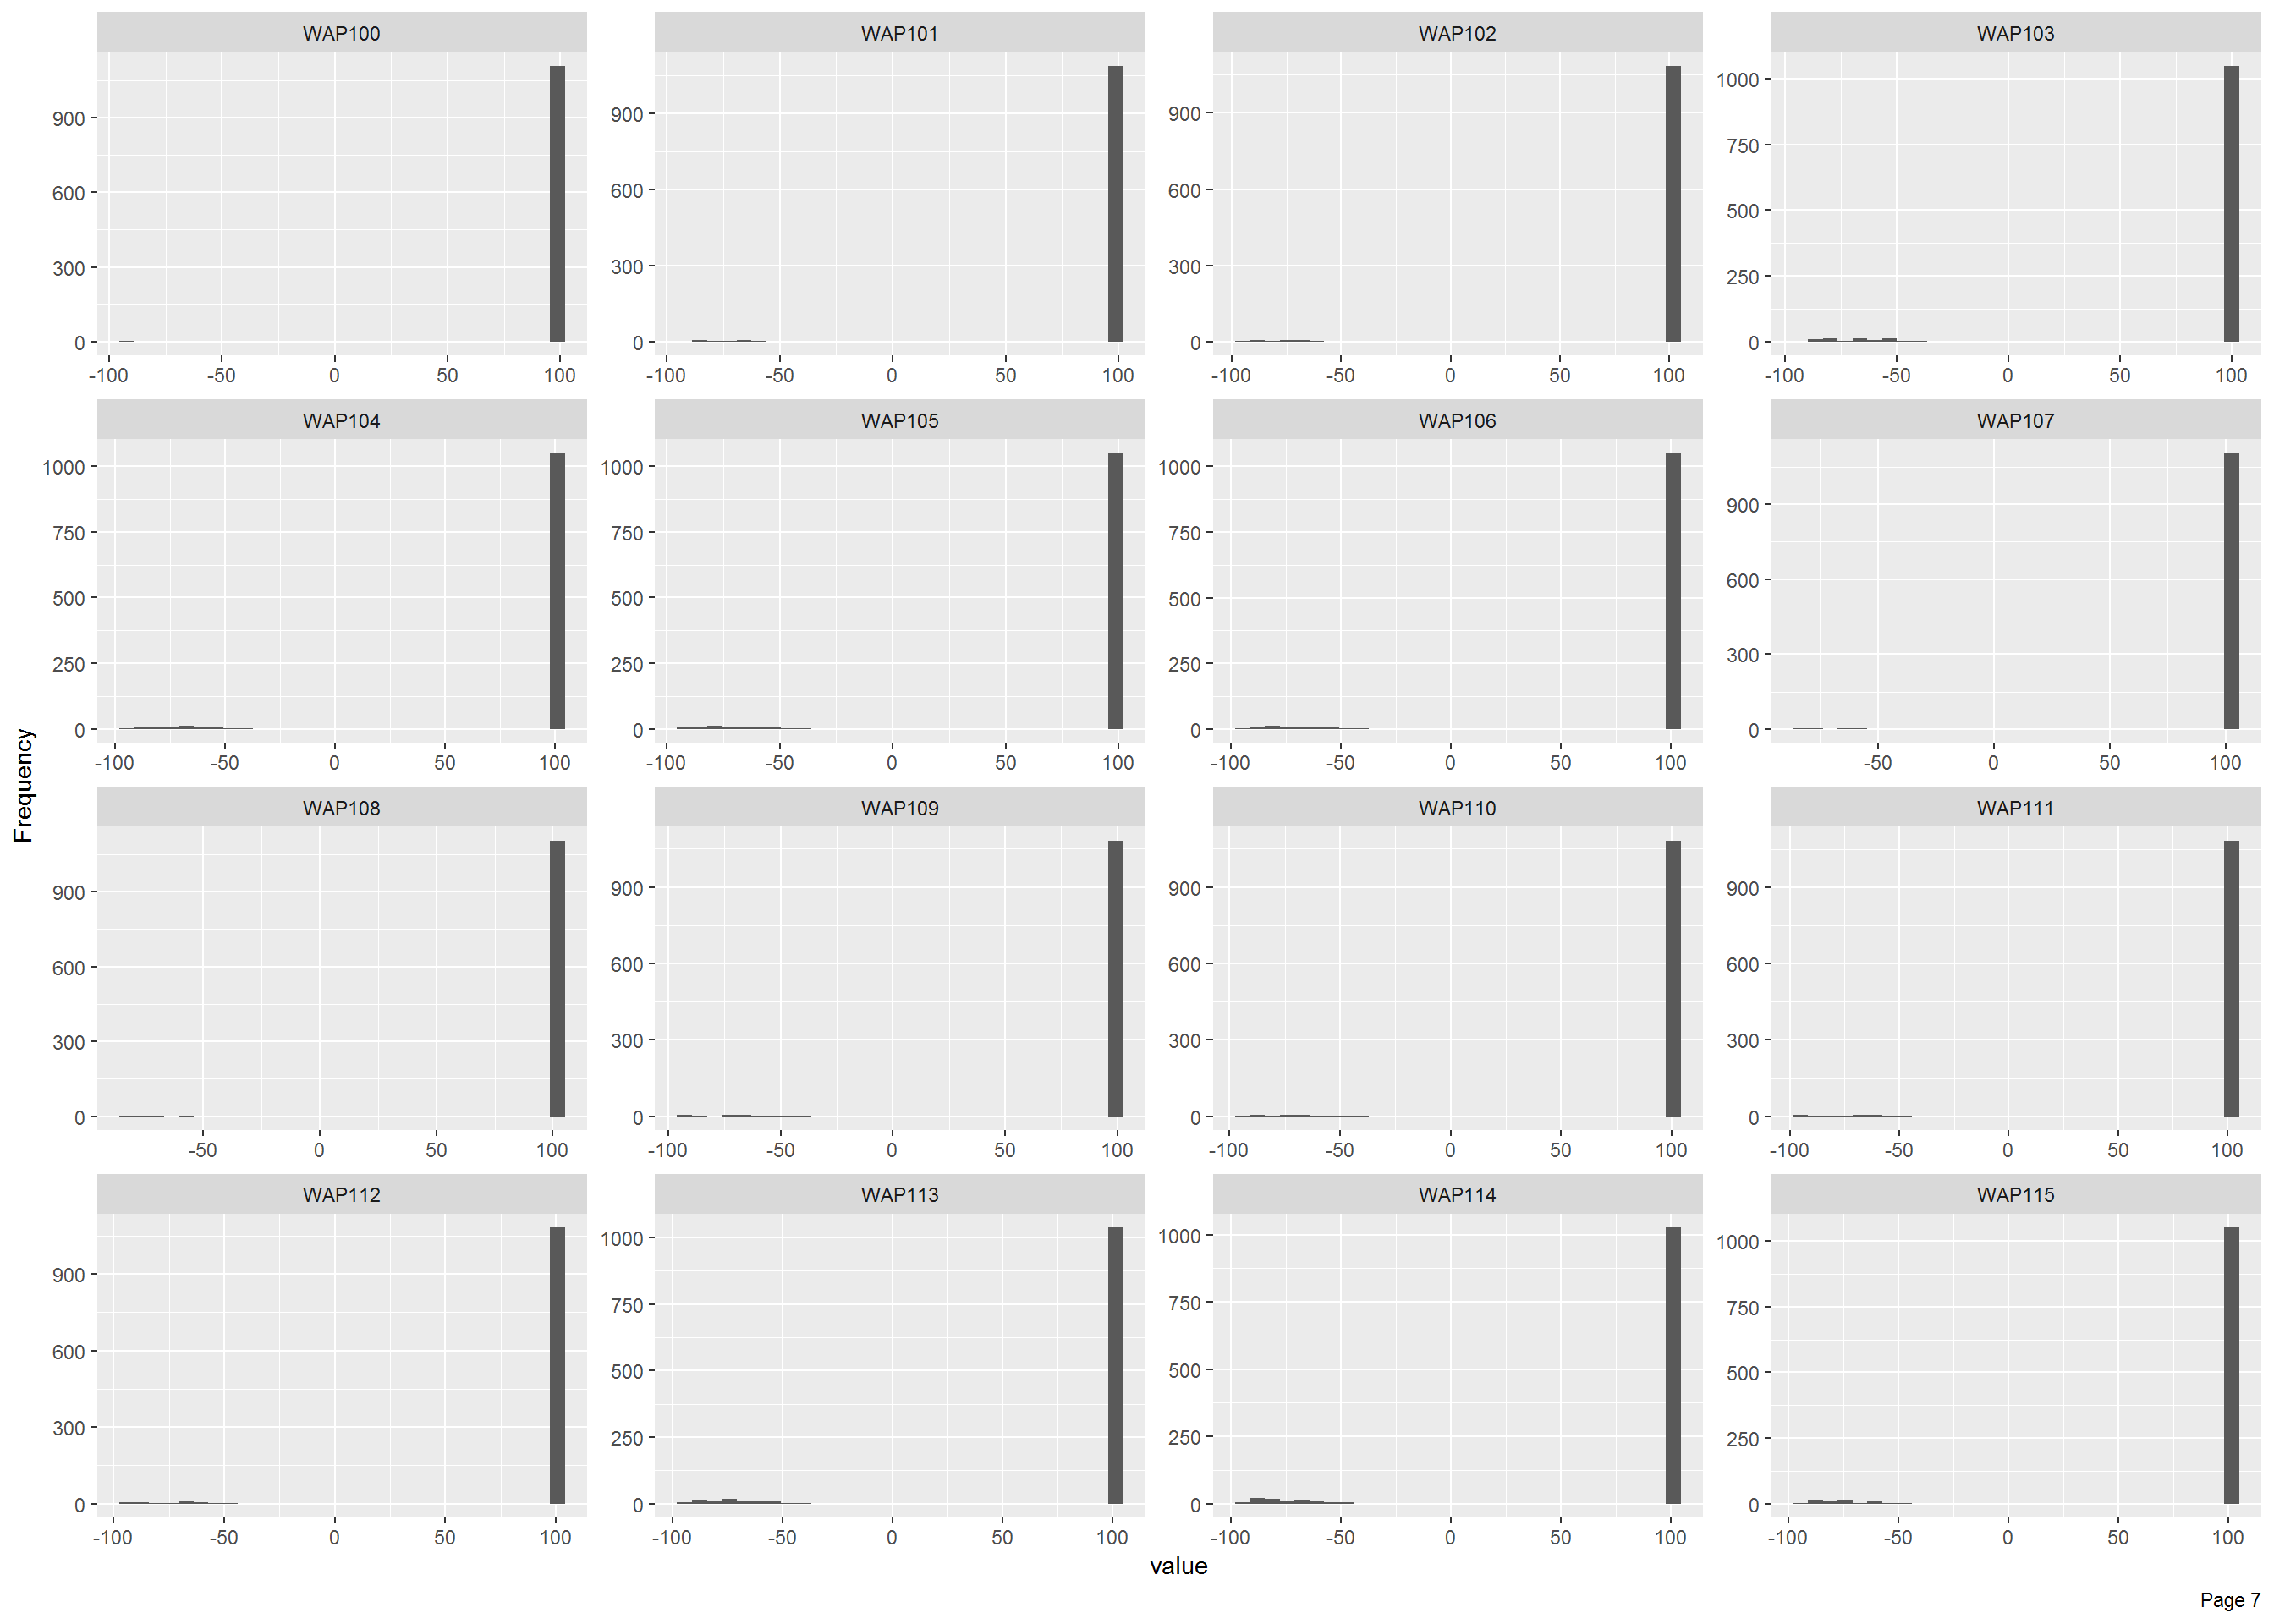 WAP100 WAP101 WAP102 WAP103
900 900 900 1000
750
600 600 600 500
300 300 300 250
0 0 0 0
-100 -50 0 50 100 -100 -50 0 50 100 -100 -50 0 50 100 -100 -50 0 50 100
WAP104 WAP105 WAP106 WAP107
1000 1000 1000 900
750 750 750 600
500 500 500
250 250 250 300
0 0 0 0
-100 -50 0 50 100 -100 -50 0 50 100 -100 -50 0 50 100 -50 0 50 100
Frequency
WAP108 WAP109 WAP110 WAP111
900 900 900 900
600 600 600 600
300 300 300 300
0 0 0 0
-50 0 50 100 -100 -50 0 50 100 -100 -50 0 50 100 -100 -50 0 50 100
WAP112 WAP113 WAP114 WAP115
900 1000 1000 1000
750 750 750
600 500 500 500
300 250 250 250
0 0 0 0
-100 -50 0 50 100 -100 -50 0 50 100 -100 -50 0 50 100 -100 -50 0 50 100
value
Page 7